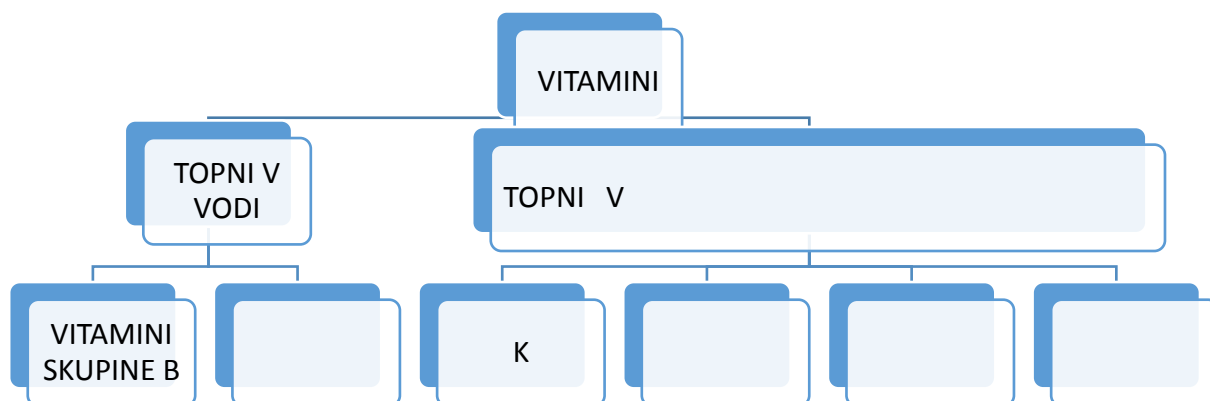 VITAMINI
TOPNI V
VODI
TOPNI V
VITAMINI
SKUPINE B
K